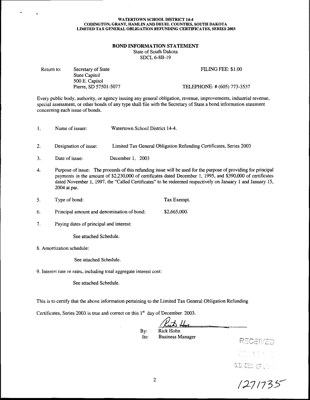 WATERTOWN SCHOOL DISTRICT 14-4
CODINGTON, GRANT, HAMLIN AND DEUEL COUNTIES, SOUTH DAKOTA
LIMITED TAX GENERAL OBLIGATION REFUNDING CERTIFICATES, SERIES 2003
BOND INFORMATION STATEMENT
State of South Dakota
SDCL 6-8B-19
Return to: Secretary of State FILING FEE: $1.00
State Capitol
500 E. Capitol
Pierre, SD 57501-5077 TELEPHONE: # (605) 773-3537
Every public body, authority, or agency issuing any general obligation, revenue, improvements, industrial revenue,
special assessment, or other bonds of any type shall file with the Secretary of State a bond information statement
concerning each issue of bonds.
1. Name of issuer: Watertown School District 14-4.
2. Designation of issue: Limited Tax General Obligation Refunding Certificates, Series 2003
3. Date of issue: December 1, 2003
4. Purpose of issue: The proceeds of this refunding issue will be used for the purpose of providing for principal
payments in the amount of $2,230,000 of certificates dated December 1, 1995, and $390,000 of certificates
dated November 1, 1997, the "Called Certificates" to be redeemed respectively on January 1 and January 15,
2004 at par.
5. Type of bond: Tax Exempt.
6. Principal amount and denomination of bond: $2,665,000.
7. Paying dates of principal and interest:
See attached Schedule.
8. Amortization schedule:
See attached Schedule.
9. Interest rate or rates, including total aggregate interest cost:
See attached Schedule.
This is to certify that the above information pertaining to the Limited Tax General Obligation Refunding
Certificates, Series 2003 is true and correct on this 1st day of December 2003.
By: Rick Hohn
Its: Business Manager
RECEIVED
2
1271735